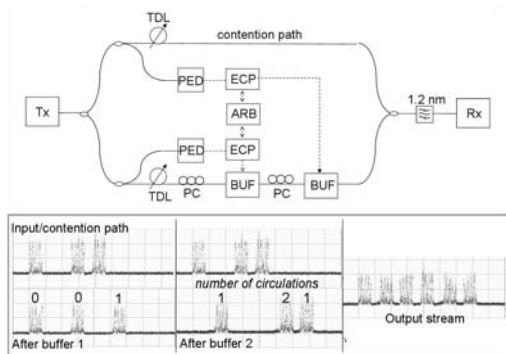 TDL
contention path
PED
ECP
1.2 nm
Tx
ARB
Rx
PED
ECP
TDL
PC
BUF
PC
BUF
Input/contention path
number of circulations
0 0 1
1 2 1
After buffer 1
After buffer 2
Output stream